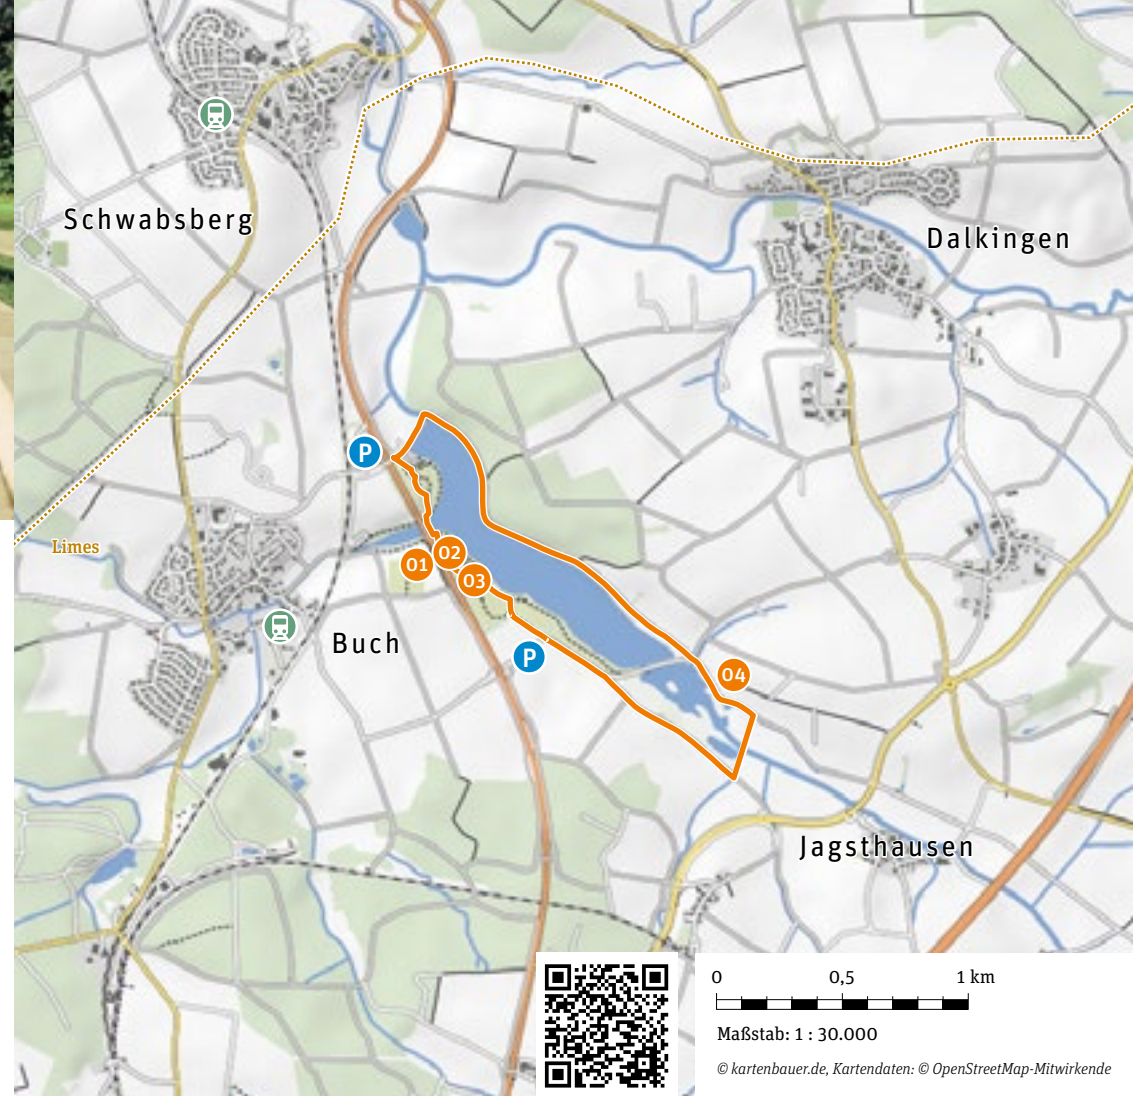 Schwabsberg
Dalkingen
P
Limes
01
02
03
Buch
P
04
Jagsthausen
0 0,5 1 km
Maßstab: 1 : 30.000
© kartenbauer.de, Kartendaten: © OpenStreetMap-Mitwirkende